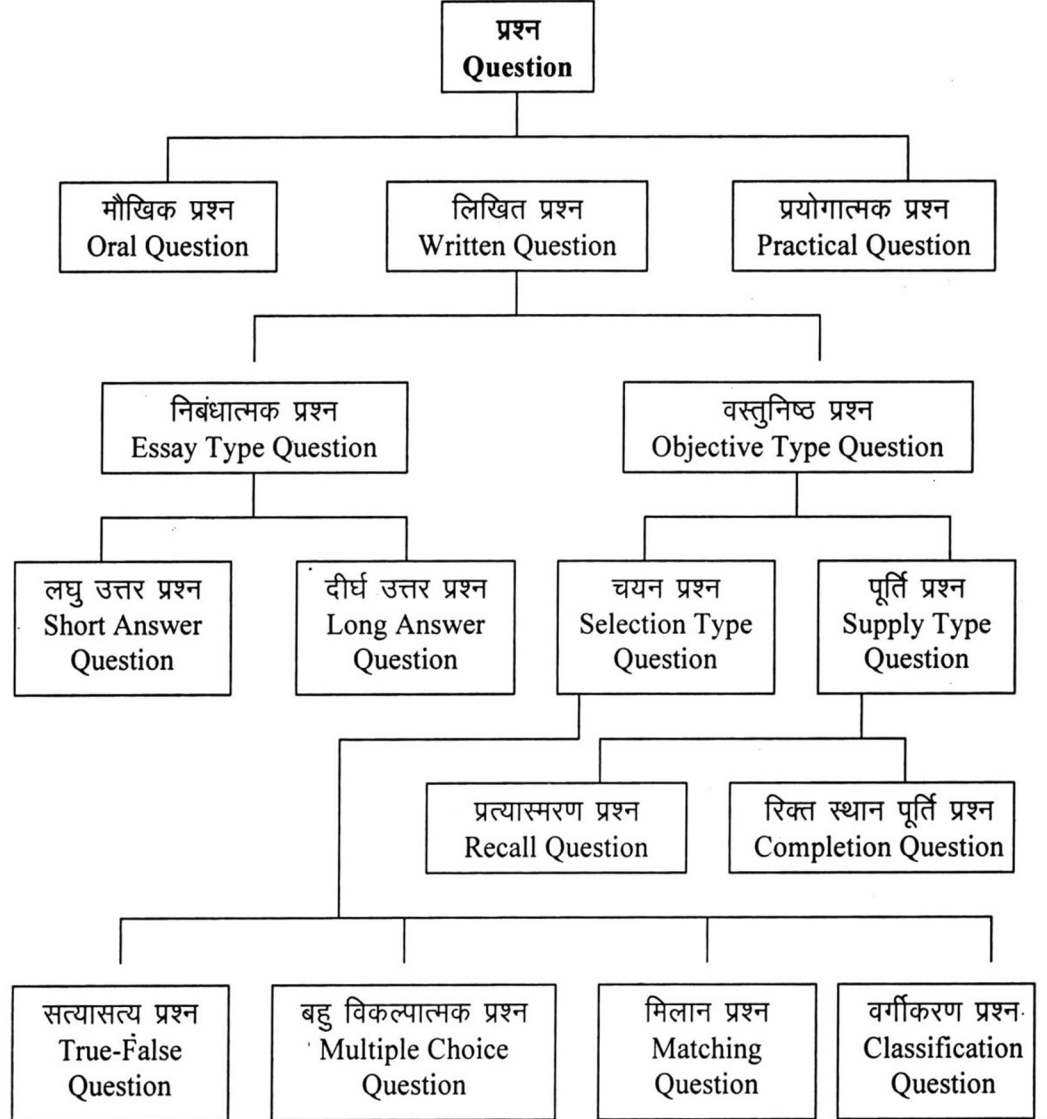 प्रश्न
Question
मौखिक प्रश्न
Oral Question
लिखित प्रश्न
Written Question
प्रयोगात्मक प्रश्न
Practical Question
निबंधात्मक प्रश्न
Essay Type Question
वस्तुनिष्ठ प्रश्न
Objective Type Question
लघु उत्तर प्रश्न
Short Answer
Question
दीर्घ उत्तर प्रश्न
Long Answer
Question
चयन प्रश्न
Selection Type
Question
पूर्ति प्रश्न
Supply Type
Question
प्रत्यास्मरण प्रश्न
Recall Question
रिक्त स्थान पूर्ति प्रश्न
Completion Question
सत्यासत्य प्रश्न
True-False
Question
बहु विकल्पात्मक प्रश्न
Multiple Choice
Question
मिलान प्रश्न
Matching
Question
वर्गीकरण प्रश्न
Classification
Question